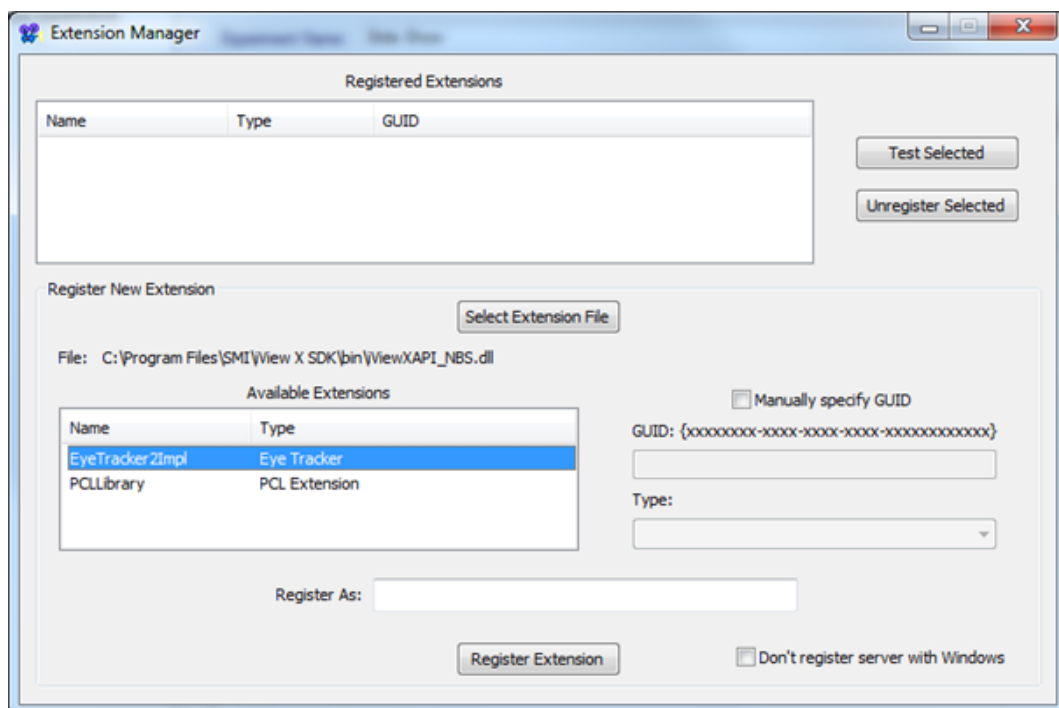 Extension Manager
Registered Extensions
Name Type GUID
Test Selected
Unregister Selected
Register New Extension
Select Extension File
File: C:\Program Files\SMI\iView X SDK\bin\iViewXAPI_NBS.dll
Available Extensions
Manually specify GUID
Name Type
GUID: {xxxxxxxx-xxxx-xxxx-xxxx-xxxxxxxxxxxx}
EyeTracker2Impl Eye Tracker
PCLLibrary PCL Extension
Type:
Register As:
Register Extension
Don't register server with Windows